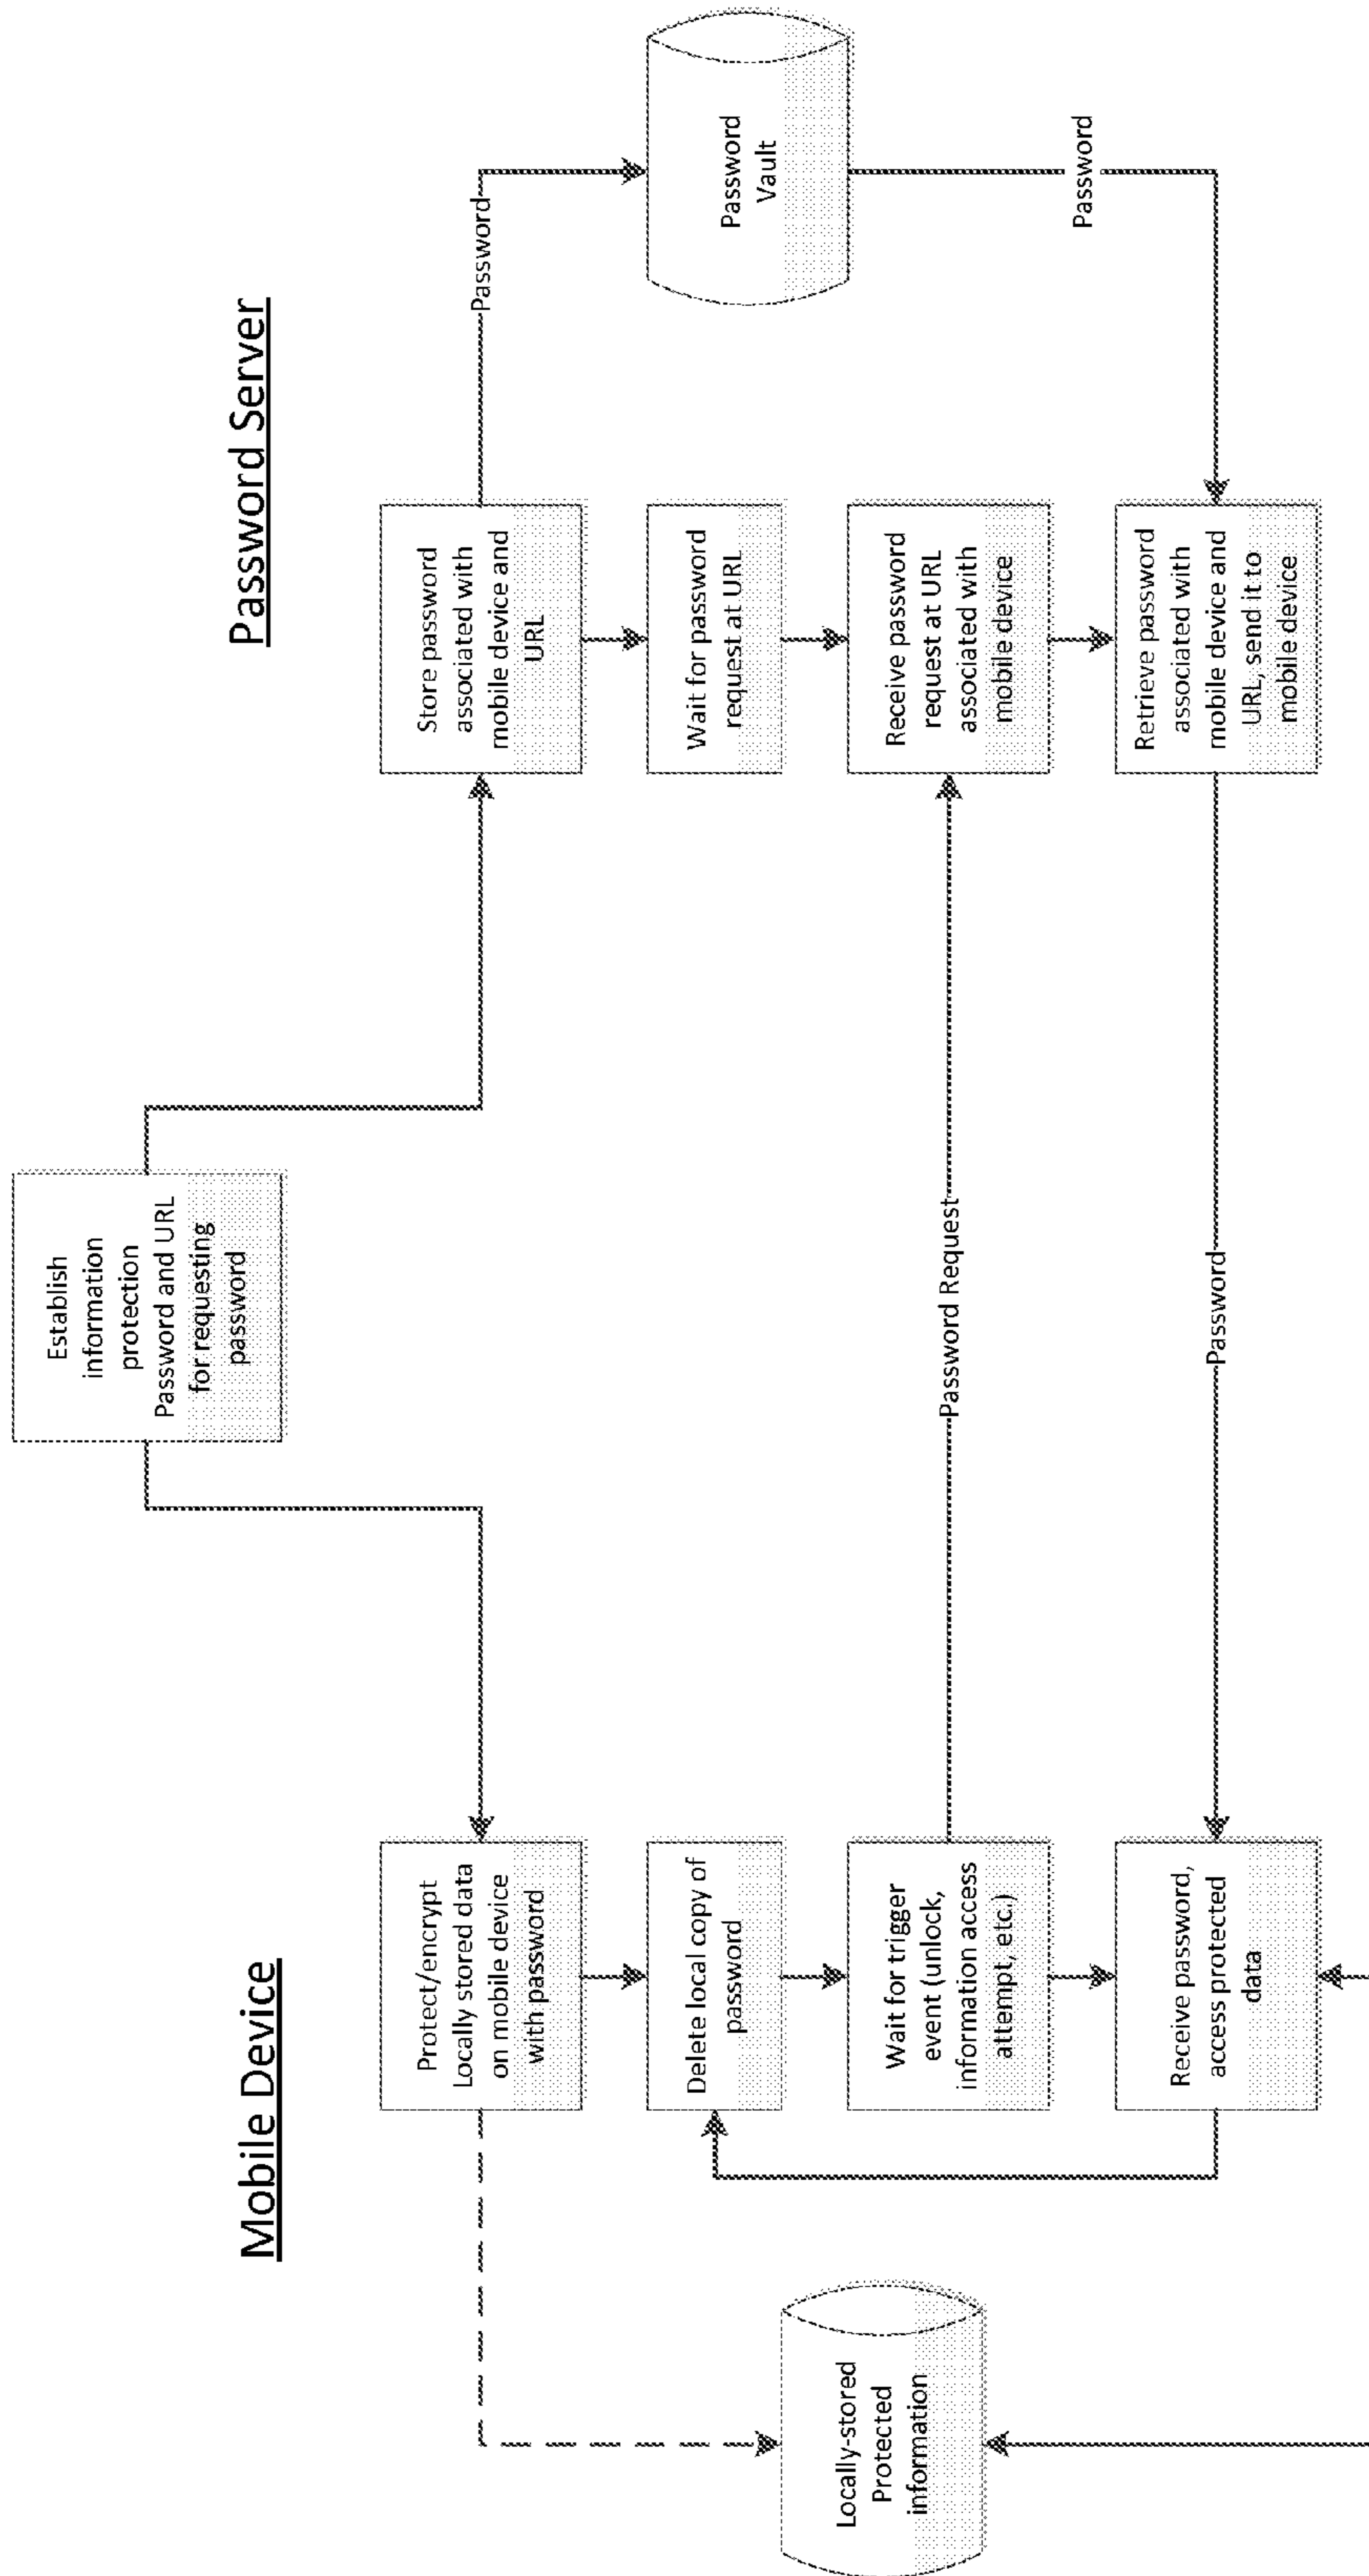 Establish
information
protection
Password and URL
for requesting
password
Mobile Device
Password Server
Protect/encrypt
Locally stored data
on mobile device
with password
Store password
associated with
mobile device and
URL
Password
Delete local copy of
password
Wait for password
request at URL
Locally-stored
Protected
information
Wait for trigger
event (unlock,
information access
attempt, etc.)
Password Request
Receive password
request at URL
associated with
mobile device
Password
Vault
Receive password,
access protected
data
Password
Retrieve password
associated with
mobile device and
URL, send it to
mobile device
Password